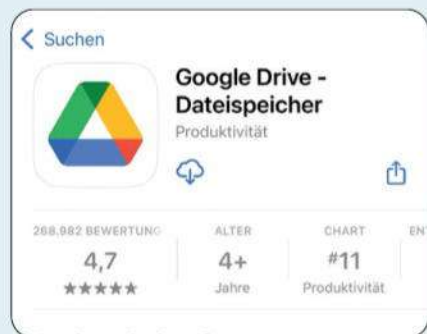 Suchen
Google Drive -
Dateispeicher
Produktivität
268.982 BEWERTUNG
ALTER
CHART
4,7
4+
#11
Jahre
Produktivität